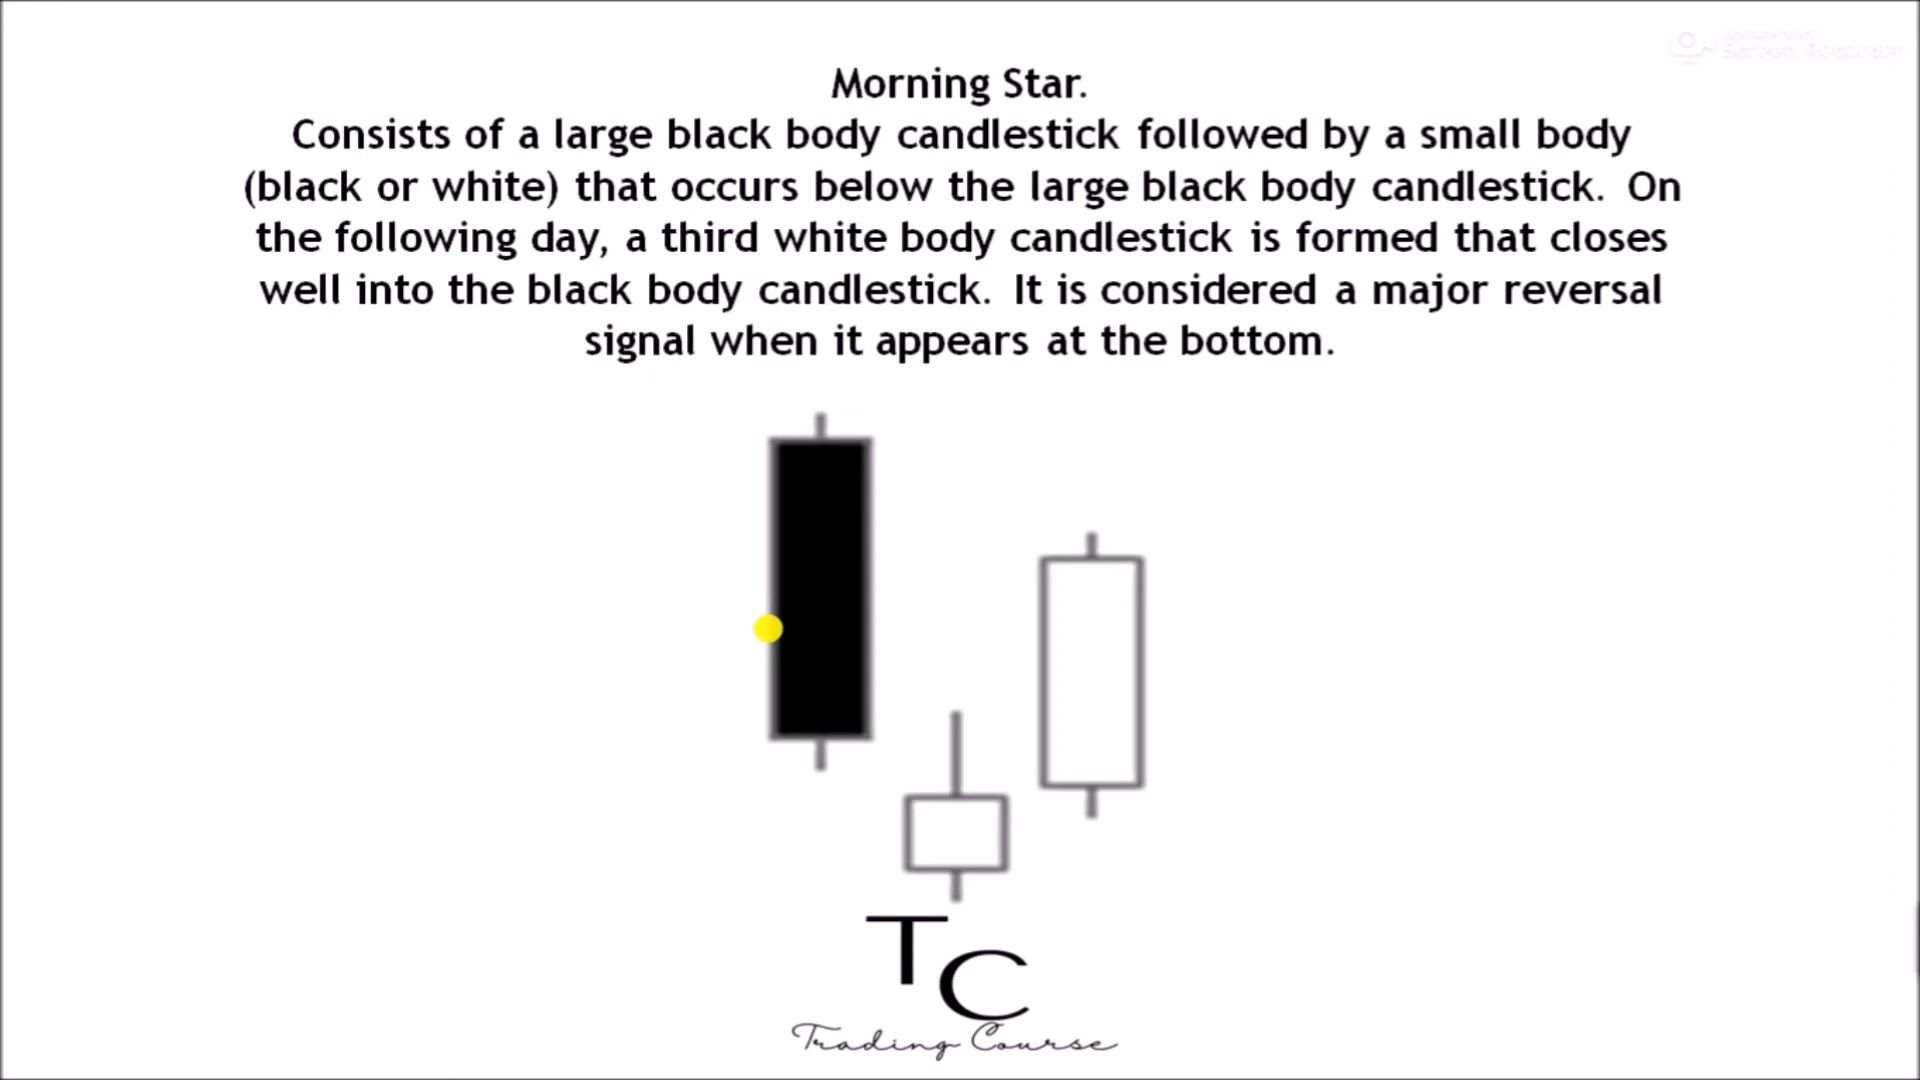 Morning Star.
Consists of a large black body candlestick followed by a small body
(black or white) that occurs below the large black body candlestick. On
the following day, a third white body candlestick is formed that closes
well into the black body candlestick. It is considered a major reversal
signal when it appears at the bottom.
TC
Trading Course